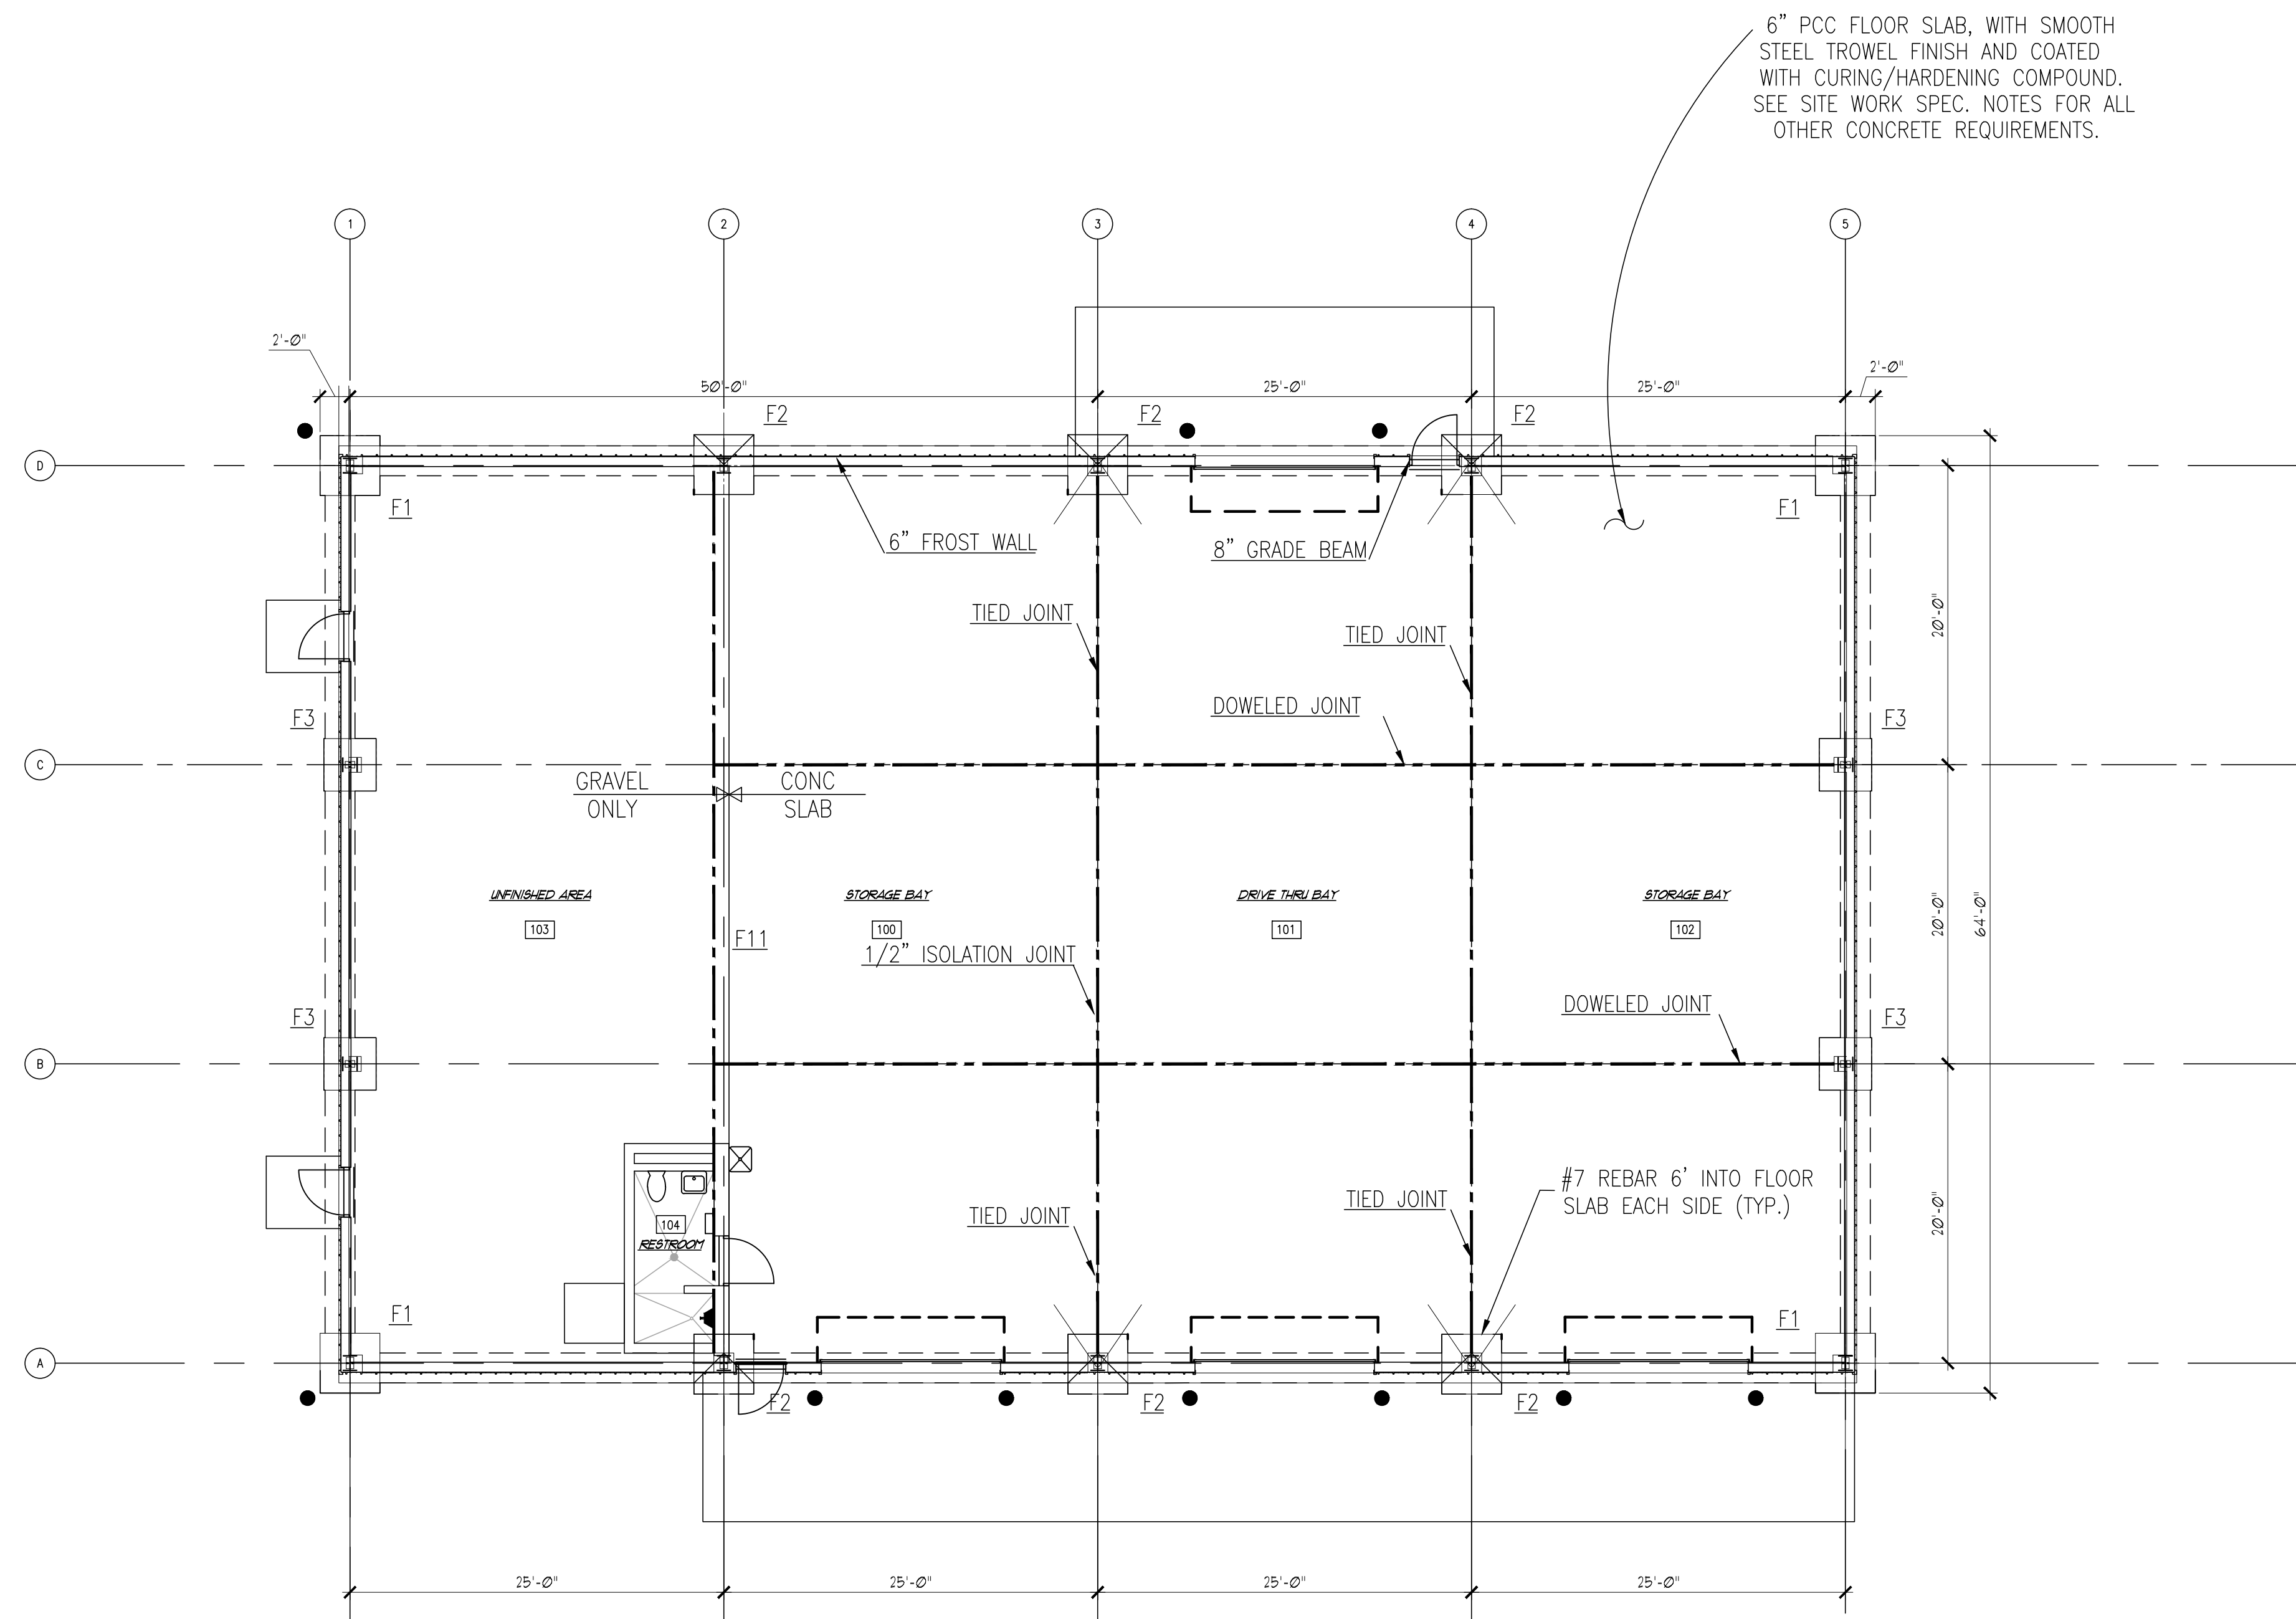 6” PCC FLOOR SLAB, WITH SMOOTH
STEEL TROWEL FINISH AND COATED
WITH CURING/HARDENING COMPOUND.
SEE SITE WORK SPEC. NOTES FOR ALL
OTHER CONCRETE REQUIREMENTS.
1
2
3
4
5
2'-0"
2'-0"
50'-0"
25'-0"
25'-0"
F2
F2
F2
D
F1
F1
6” FROST WALL
8” GRADE BEAM
20'-0"
TIED JOINT
TIED JOINT
DOWELED JOINT
F3
F3
C
GRAVEL
ONLY
CONC
SLAB
UNFINISHED AREA
103
STORAGE BAY
100
DRIVE THRU BAY
101
STORAGE BAY
102
20'-0"
64'-0"
F11
1/2” ISOLATION JOINT
DOWELED JOINT
F3
F3
B
#7 REBAR 6’ INTO FLOOR
SLAB EACH SIDE (TYP.)
TIED JOINT
TIED JOINT
20'-0"
104
RESTROOM
F1
F1
A
F2
F2
F2
25'-0"
25'-0"
25'-0"
25'-0"